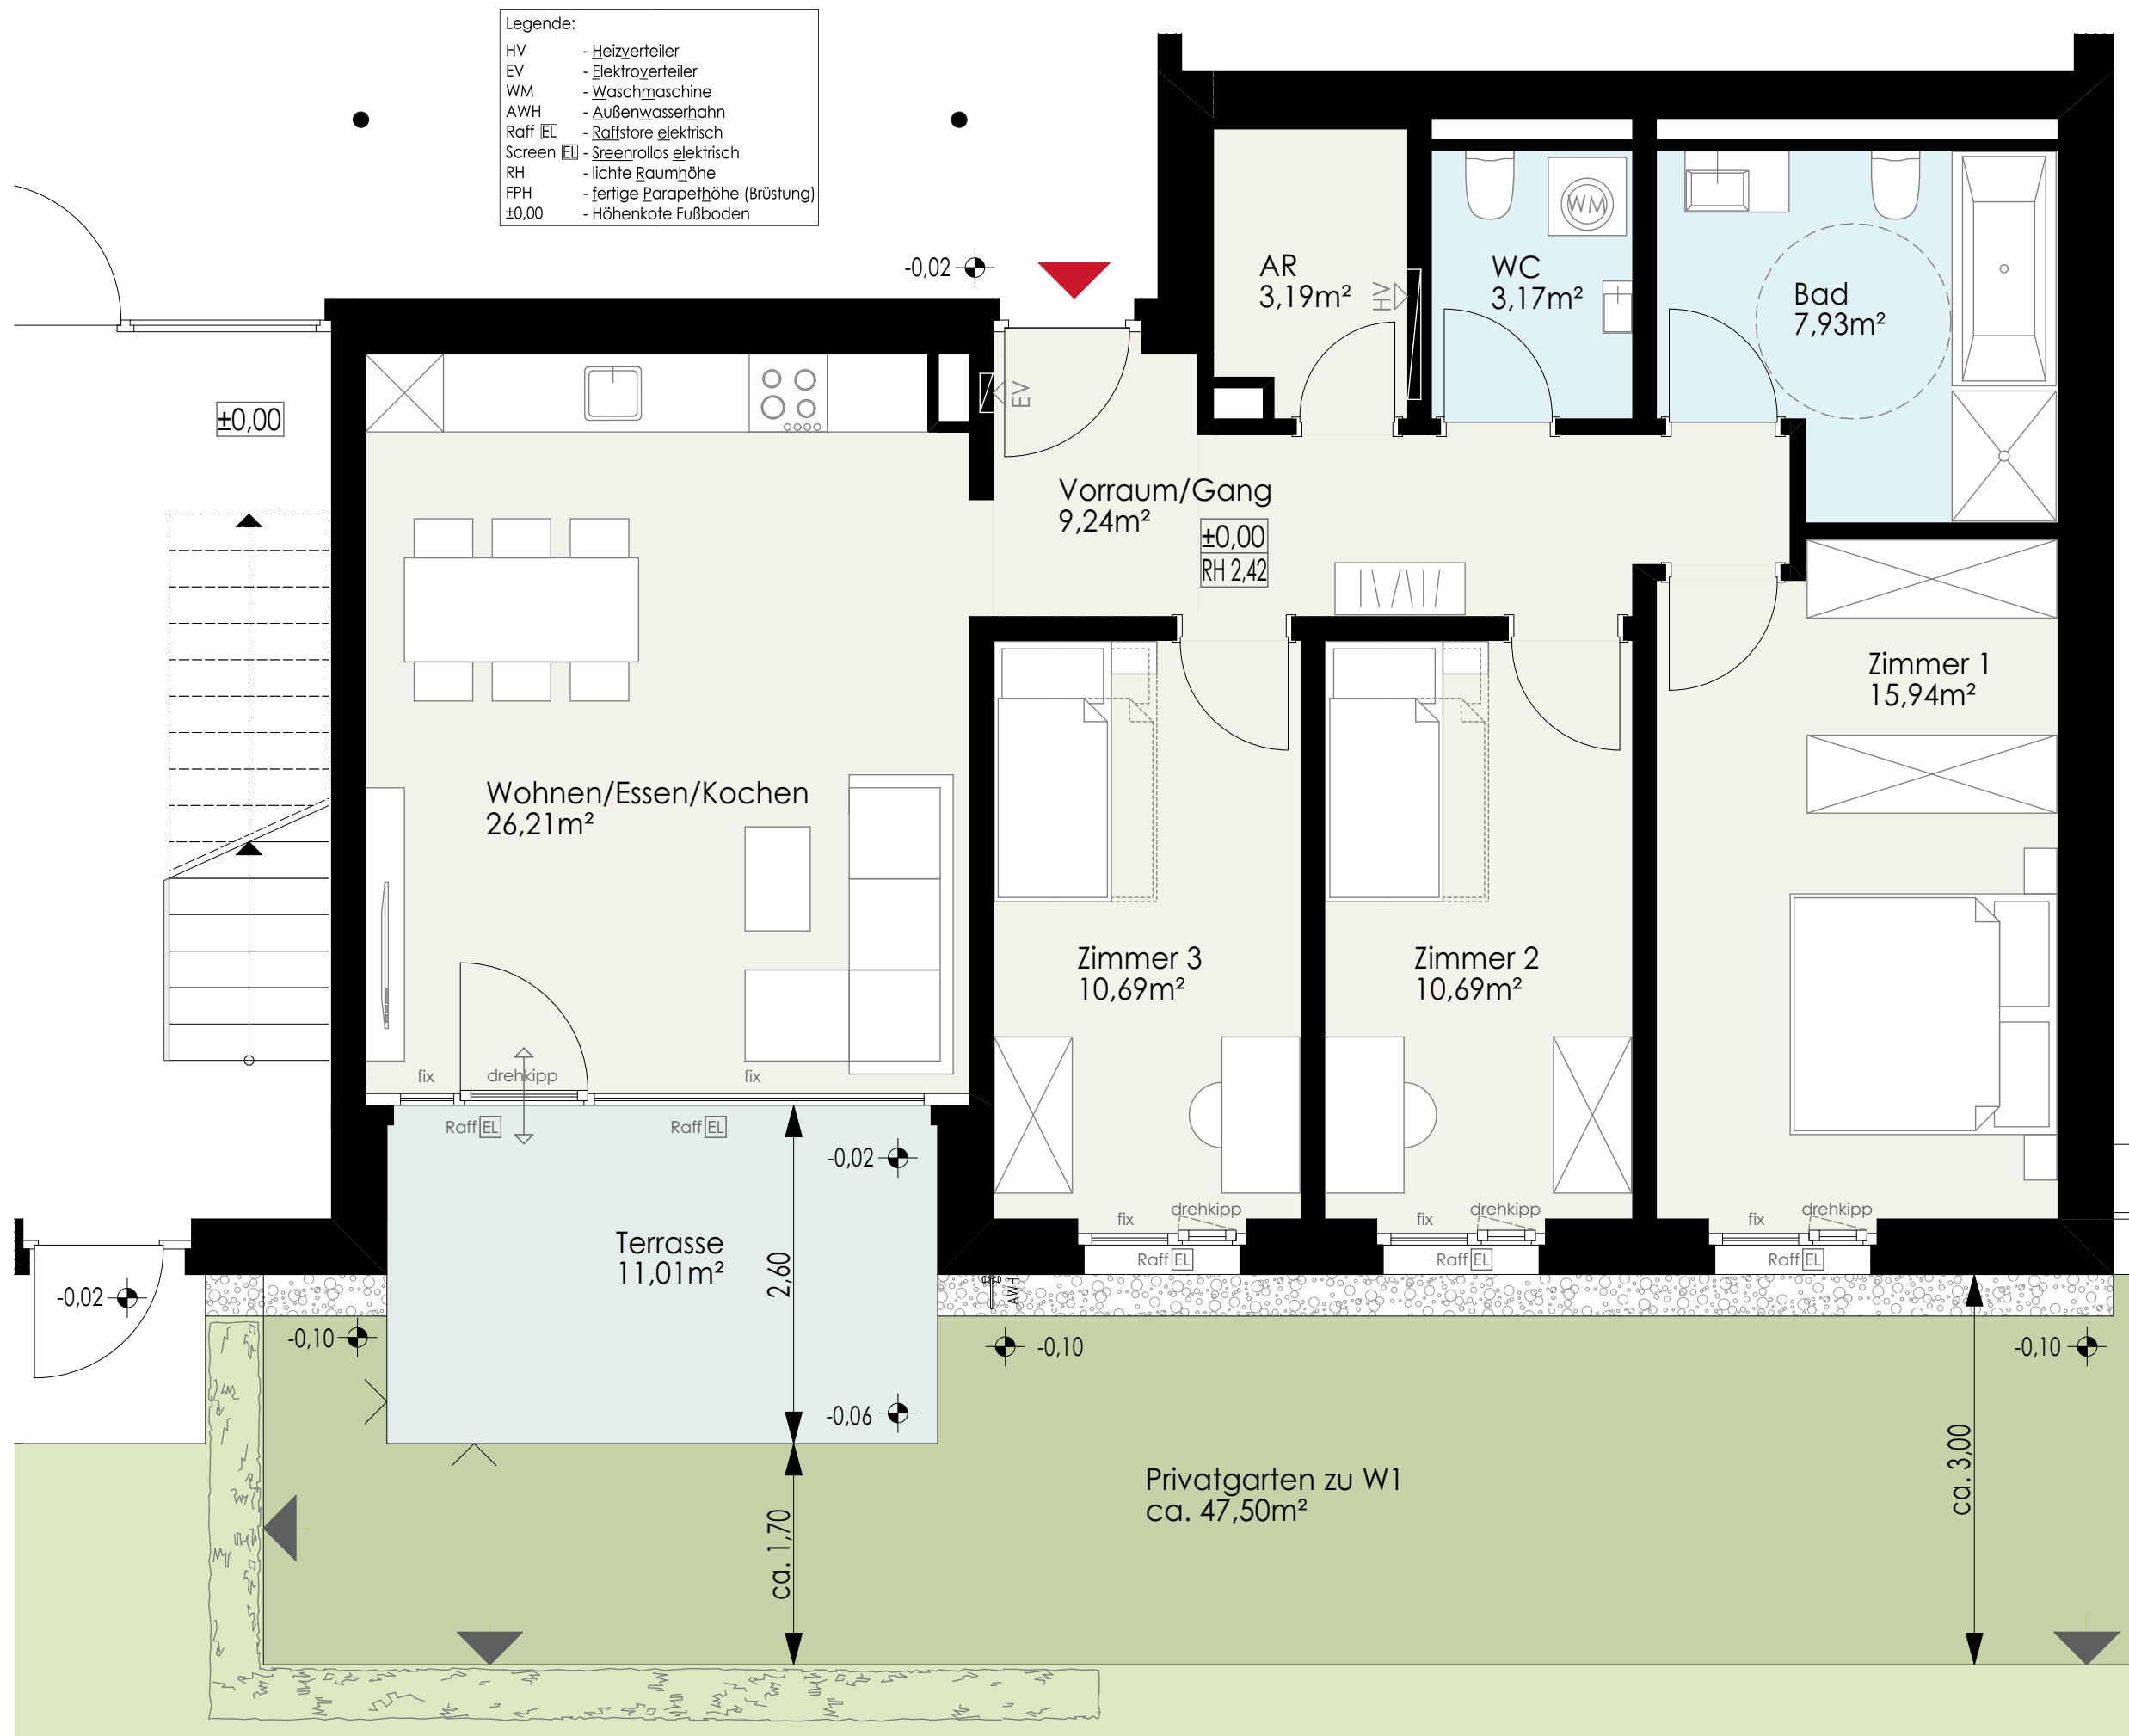 Legende:
HV - Heizverteiler
EV - Elektroverteiler
WM - Waschmaschine
AWH - Außenwasserhahn
Raff EL - Raffstore elektrisch
Screen EL - Sreenrollos elektrisch
RH - lichte Raumhöhe
FPH - fertige Parapethöhe (Brüstung)
±0,00 - Höhenkote Fußboden
-0,02
AR
3,19m²
HV
WC
3,17m²
WM
Bad
7,93m²
±0,00
EV
Vorraum/Gang
9,24m²
±0,00
RH 2,42
Zimmer 1
15,94m²
Wohnen/Essen/Kochen
26,21m²
Zimmer 3
10,69m²
Zimmer 2
10,69m²
fix
drehkipp
fix
Raff EL
Raff EL
-0,02
fix
drehkipp
fix
drehkipp
fix
drehkipp
Raff EL
Raff EL
Raff EL
Terrasse
11,01m²
2,60
AWH
-0,02
-0,10
-0,10
-0,10
-0,06
Privatgarten zu W1
ca. 47,50m²
ca. 1,70
ca. 3,00